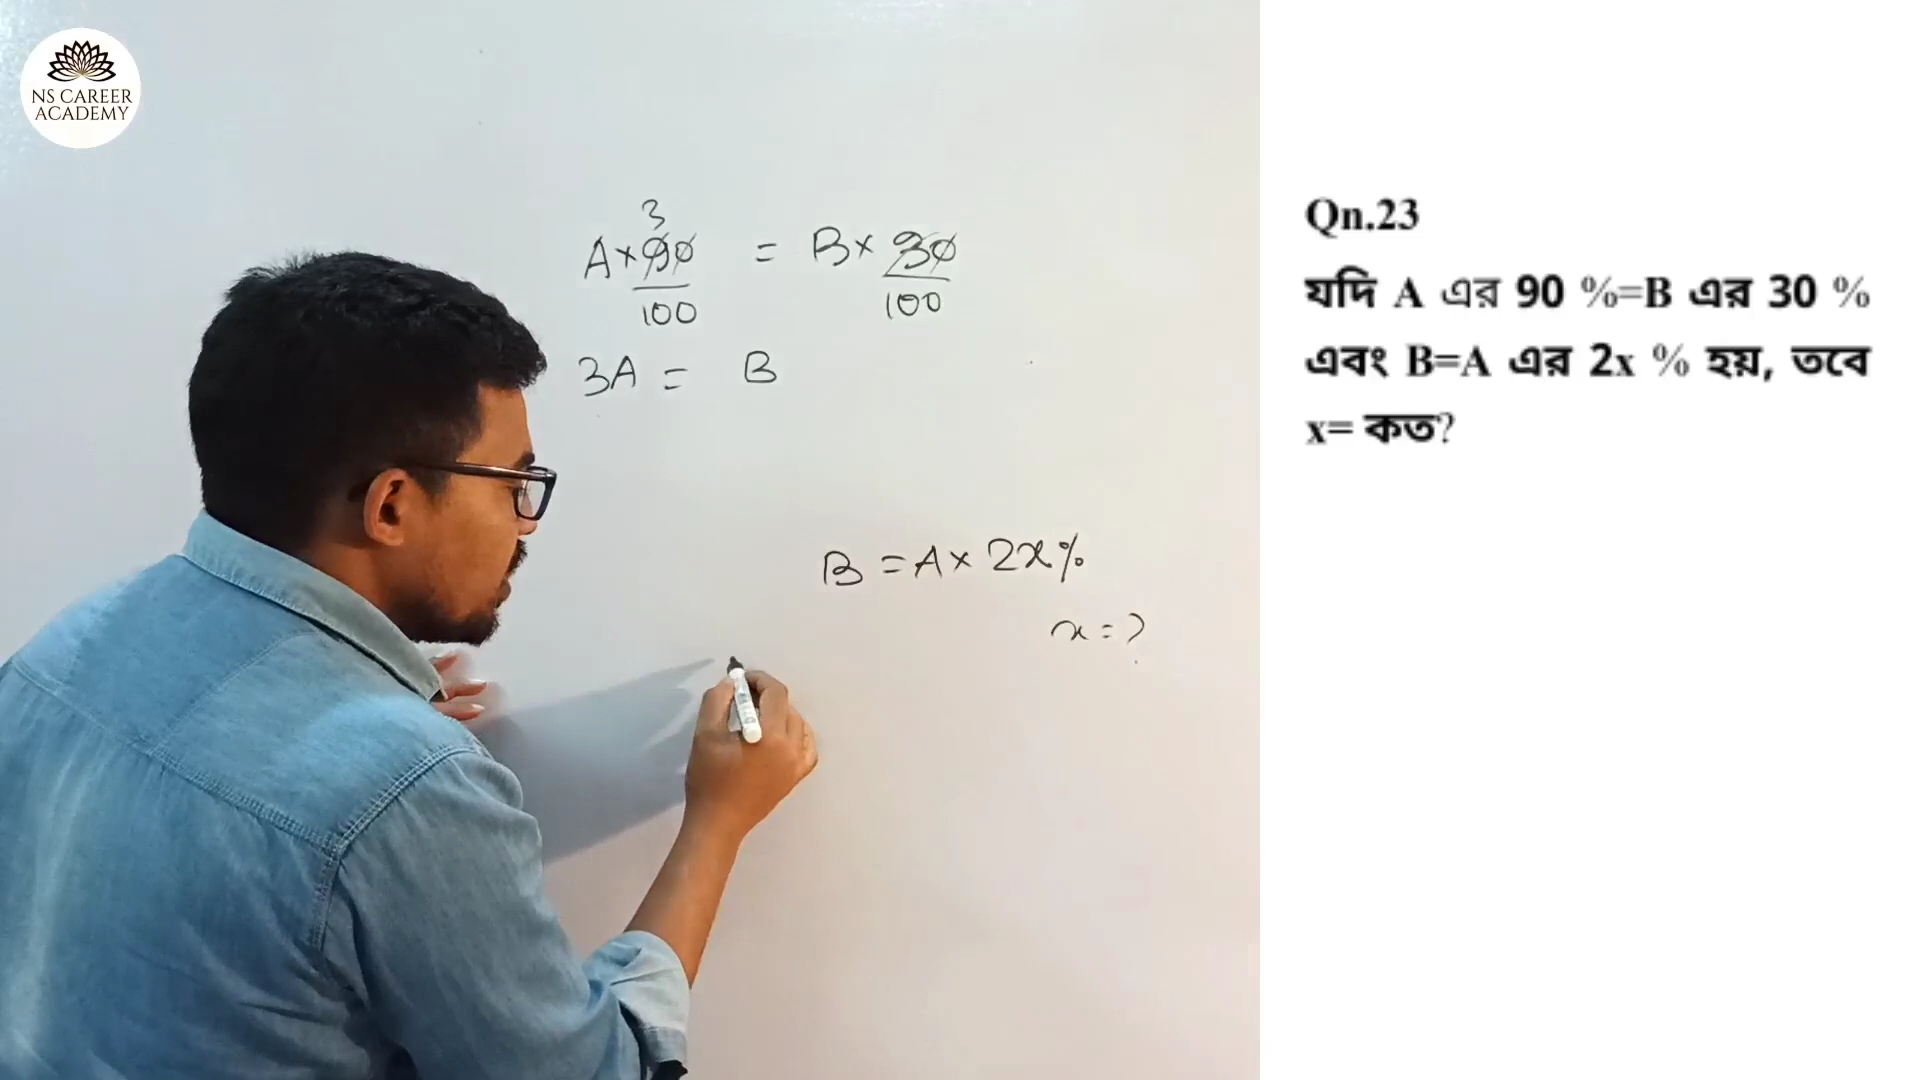 NS CAREER
ACADEMY
3
A × 90/100 = B × 30/100
3A = B
B = A × 2x%
x = ?
Qn.23
যদি A এর 90 %=B এর 30 %
এবং B=A এর 2x % হয়, তবে
x= কত?